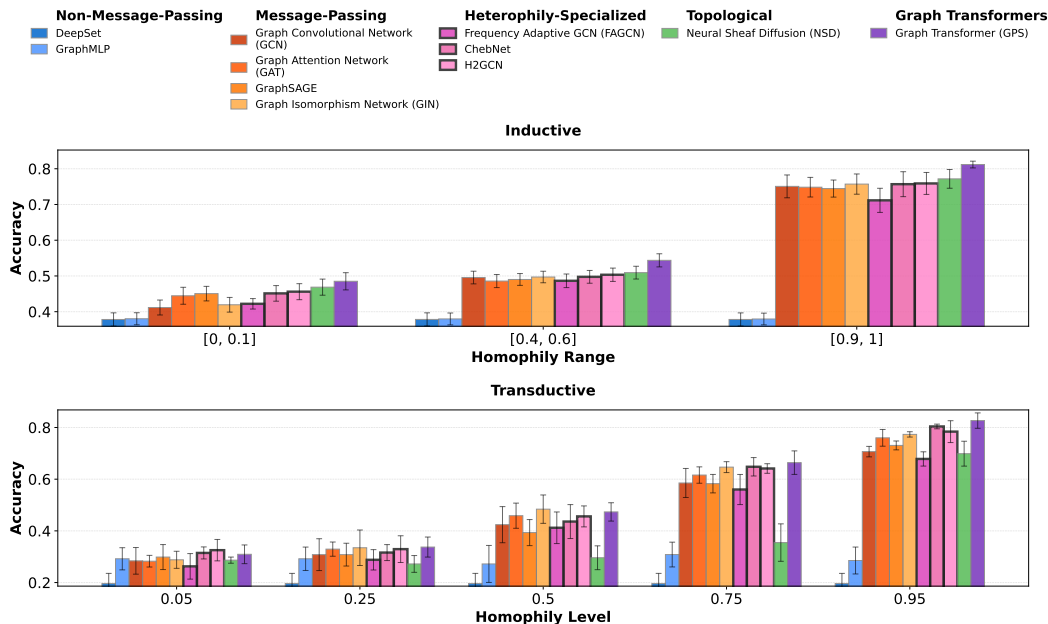 Non-Message-Passing
DeepSet
GraphMLP
Message-Passing
Graph Convolutional Network
(GCN)
Graph Attention Network
(GAT)
GraphSAGE
Graph Isomorphism Network (GIN)
Heterophily-Specialized
Frequency Adaptive GCN (FAGCN)
ChebNet
H2GCN
Topological
Neural Sheaf Diffusion (NSD)
Graph Transformers
Graph Transformer (GPS)
Inductive
Accuracy
0.8
0.7
0.6
0.5
0.4
[0, 0.1]
[0.4, 0.6]
[0.9, 1]
Homophily Range
Transductive
Accuracy
0.8
0.6
0.4
0.2
0.05
0.25
0.5
0.75
0.95
Homophily Level